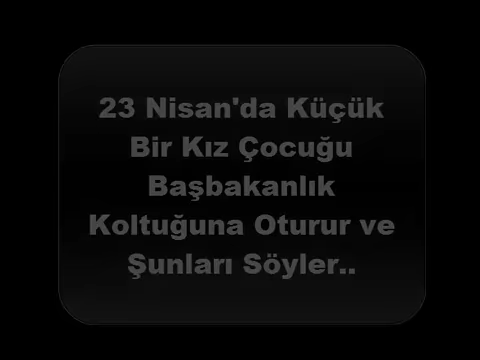 23 Nisan'da Küçük
Bir Kız Çocuğu
Başbakanlık
Koltuğuna Oturur ve
Şunları Söyler..